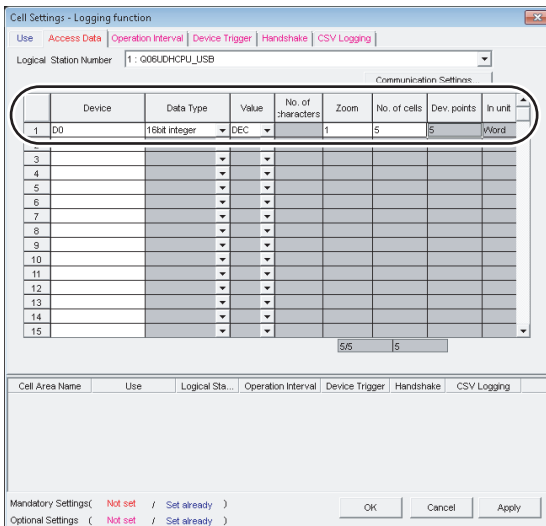 Cell Settings - Logging function
Use Access Data Operation Interval Device Trigger Handshake CSV Logging
Logical Station Number 1 : Q06UDHCPU_USB
Communication Settings
Device Data Type Value No. of characters Zoom No. of cells Dev. points In unit
1 D0 16bit integer DEC 1 5 5 Word
2
3
4
5
6
7
8
9
10
11
12
13
14
15
5/5 5
Cell Area Name Use Logical Sta... Operation Interval Device Trigger Handshake CSV Logging
Mandatory Settings( Not set / Set already )
Optional Settings ( Not set / Set already )
OK Cancel Apply